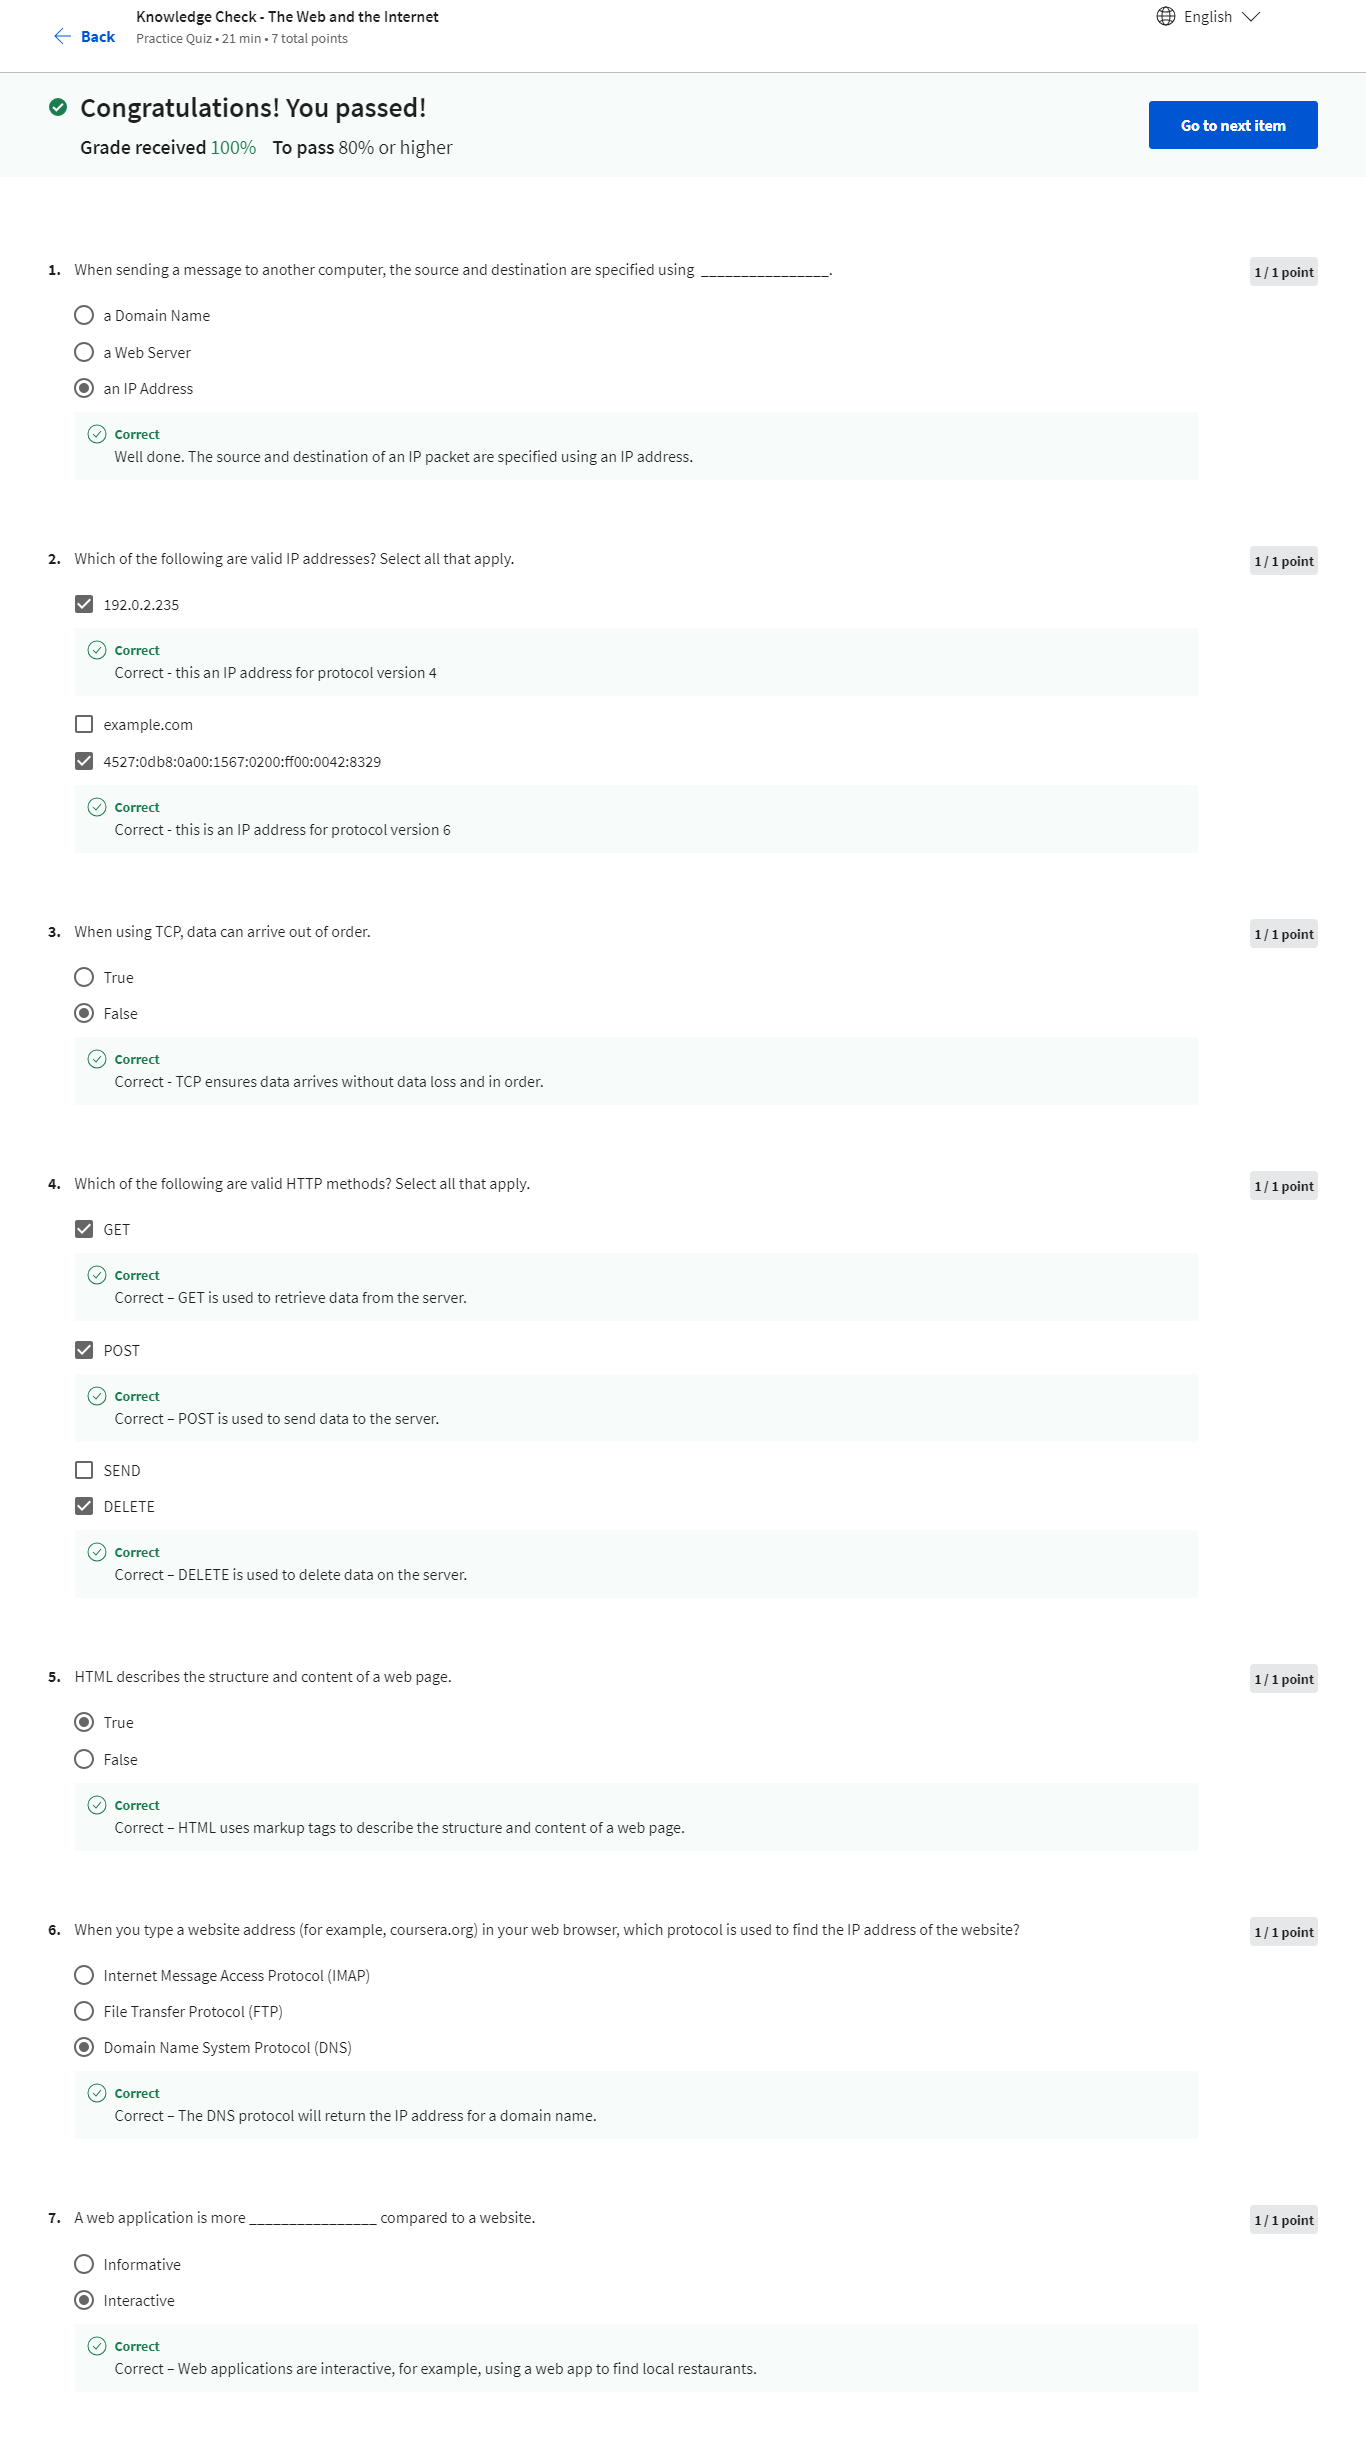 Back
Knowledge Check - The Web and the Internet
Practice Quiz • 21 min • 7 total points
English
Congratulations! You passed!
Grade received 100% To pass 80% or higher
Go to next item
1. When sending a message to another computer, the source and destination are specified using ________________.
1 / 1 point
a Domain Name
a Web Server
an IP Address
Correct
Well done. The source and destination of an IP packet are specified using an IP address.
2. Which of the following are valid IP addresses? Select all that apply.
1 / 1 point
192.0.2.235
Correct
Correct - this an IP address for protocol version 4
example.com
4527:0db8:0a00:1567:0200:ff00:0042:8329
Correct
Correct - this is an IP address for protocol version 6
3. When using TCP, data can arrive out of order.
1 / 1 point
True
False
Correct
Correct - TCP ensures data arrives without data loss and in order.
4. Which of the following are valid HTTP methods? Select all that apply.
1 / 1 point
GET
Correct
Correct – GET is used to retrieve data from the server.
POST
Correct
Correct – POST is used to send data to the server.
SEND
DELETE
Correct
Correct – DELETE is used to delete data on the server.
5. HTML describes the structure and content of a web page.
1 / 1 point
True
False
Correct
Correct – HTML uses markup tags to describe the structure and content of a web page.
6. When you type a website address (for example, coursera.org) in your web browser, which protocol is used to find the IP address of the website?
1 / 1 point
Internet Message Access Protocol (IMAP)
File Transfer Protocol (FTP)
Domain Name System Protocol (DNS)
Correct
Correct – The DNS protocol will return the IP address for a domain name.
7. A web application is more ________________ compared to a website.
1 / 1 point
Informative
Interactive
Correct
Correct – Web applications are interactive, for example, using a web app to find local restaurants.